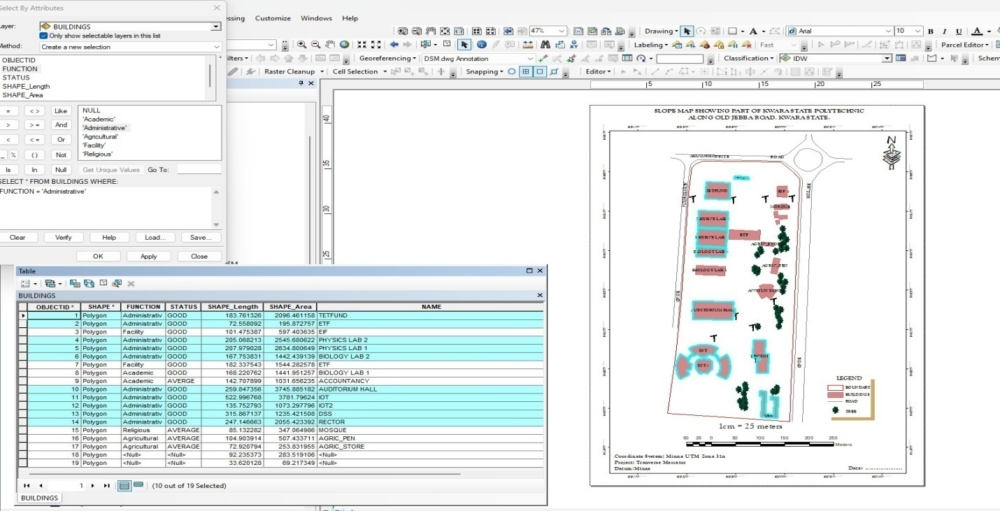 Select By Attributes
Layer: BUILDINGS
Only show selectable layers in this list
Method: Create a new selection
OBJECTID
FUNCTION
STATUS
SHAPE_Length
SHAPE_Area
= < > Like
> > = And
< < = Or
_ % ( ) Not
Is In Null
NULL
'Academic'
'Administrative'
'Agricultural'
'Facility'
'Religious'
Get Unique Values Go To:
SELECT * FROM BUILDINGS WHERE:
FUNCTION = 'Administrative'
Clear Verify Help Load... Save...
OK Apply Close
Customize Windows Help
47% Drawing Arial 10 B I U A
Labeling Fast Parcel Editor
Georeferencing DSM.dwg Annotation Classification IDW
Raster Cleanup Cell Selection Snapping Editor
5 10 15 20 25
40
35
30
25
Table
BUILDINGS
OBJECTID * SHAPE * FUNCTION STATUS SHAPE_Length SHAPE_Area NAME
1 Polygon Administrativ GOOD 183.761326 2096.461158 TETFUND
2 Polygon Administrativ GOOD 72.558092 195.872757 ETF
3 Polygon Facility GOOD 101.475387 597.403635 EIF
4 Polygon Administrativ GOOD 205.068213 2545.680622 PHYSICS LAB 2
5 Polygon Administrativ GOOD 207.979028 2634.800649 PHYSICS LAB 1
6 Polygon Administrativ GOOD 167.753831 1442.439139 BIOLOGY LAB 2
7 Polygon Facility GOOD 182.337543 1544.282578 ETF
8 Polygon Academic GOOD 168.220762 1441.951257 BIOLOGY LAB 1
9 Polygon Academic AVERGE 142.707899 1031.656235 ACCOUNTANCY
10 Polygon Administrativ GOOD 259.847356 3745.885182 AUDITORIUM HALL
11 Polygon Administrativ GOOD 522.996768 3781.79624 IOT
12 Polygon Administrativ GOOD 135.752793 1073.297796 IOT2
13 Polygon Administrativ GOOD 315.867137 1235.421508 DSS
14 Polygon Administrativ GOOD 247.146663 2055.423392 RECTOR
15 Polygon Religious AVERAGE 85.132282 347.064986 MOSQUE
16 Polygon Agricultural AVERAGE 104.903914 507.433711 AGRIC_PEN
17 Polygon Agricultural AVERAGE 72.920794 253.831955 AGRIC_STORE
18 Polygon <Null> <Null> 92.235373 283.519106 <Null>
19 Polygon <Null> <Null> 33.620128 69.217349 <Null>
1 (10 out of 19 Selected)
BUILDINGS
SLOPE MAP SHOWING PART OF KWARA STATE POLYTECHNIC
ALONG OLD JEBBA ROAD. KWARA STATE.
N
ROAD
TETFUND
EIF
MOSQUE
PHYSICS LAB
PHYSICS LAB
ETF
BIOLOGY LAB
BIOLOGY LAB
AGRIC_PEN
AUDITORIUM HAL
IOT
ROAD
ROAD
LEGEND
BOUNDARY
BUILDINGS
ROAD
TREE
1cm = 25 meters
50 25 0 50 100 150 200 250
Meters
Coordinate System; Minna UTM Zone 31n
Project; Tranverse Mercator
Datum:Minna
Date:- ..................